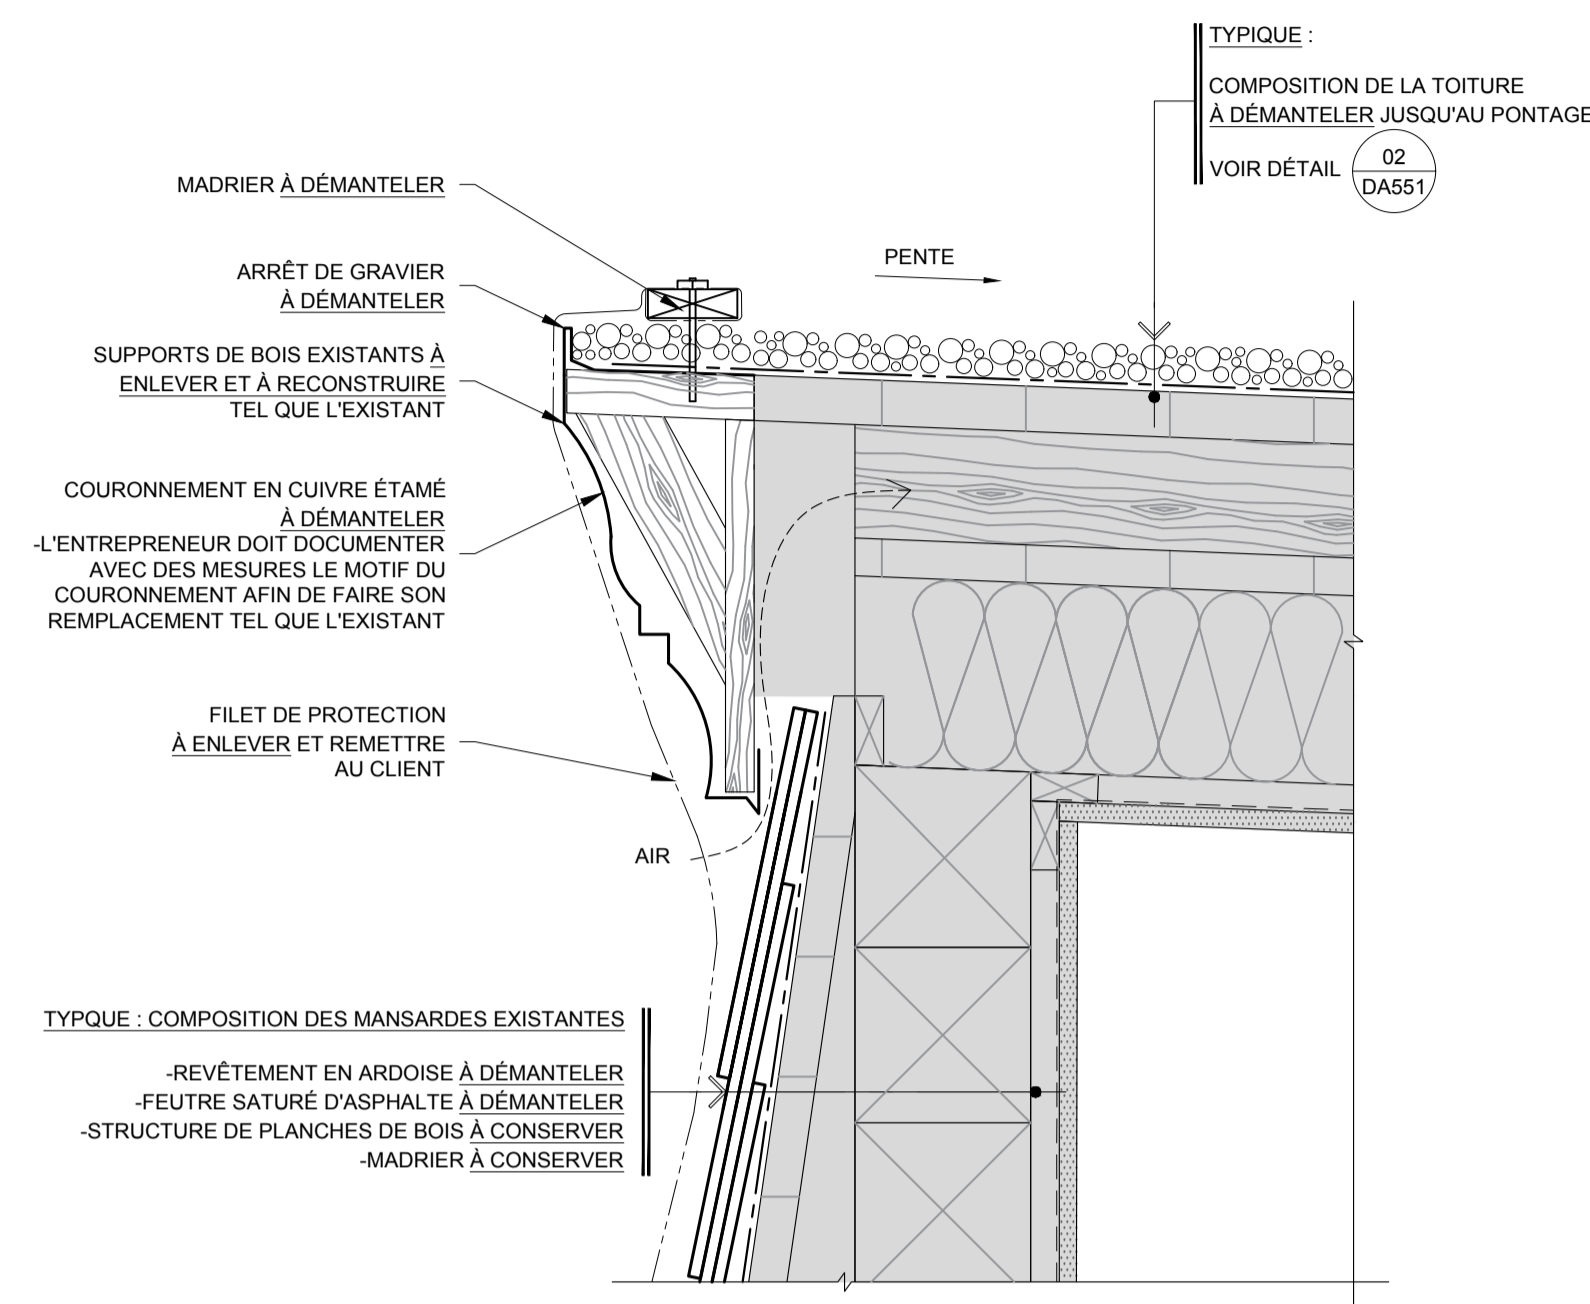 TYPIQUE :
COMPOSITION DE LA TOITURE
À DÉMANTELER JUSQU'AU PONTAGE
VOIR DÉTAIL
02
DA551
MADRIER À DÉMANTELER
PENTE
ARRÊT DE GRAVIER
À DÉMANTELER
SUPPORTS DE BOIS EXISTANTS À
ENLEVER ET À RECONSTRUIRE
TEL QUE L'EXISTANT
COURONNEMENT EN CUIVRE ÉTAMÉ
À DÉMANTELER
-L'ENTREPRENEUR DOIT DOCUMENTER
AVEC DES MESURES LE MOTIF DU
COURONNEMENT AFIN DE FAIRE SON
REMPLACEMENT TEL QUE L'EXISTANT
FILET DE PROTECTION
À ENLEVER ET REMETTRE
AU CLIENT
AIR
TYPQUE : COMPOSITION DES MANSARDES EXISTANTES
-REVÊTEMENT EN ARDOISE À DÉMANTELER
-FEUTRE SATURÉ D'ASPHALTE À DÉMANTELER
-STRUCTURE DE PLANCHES DE BOIS À CONSERVER
-MADRIER À CONSERVER